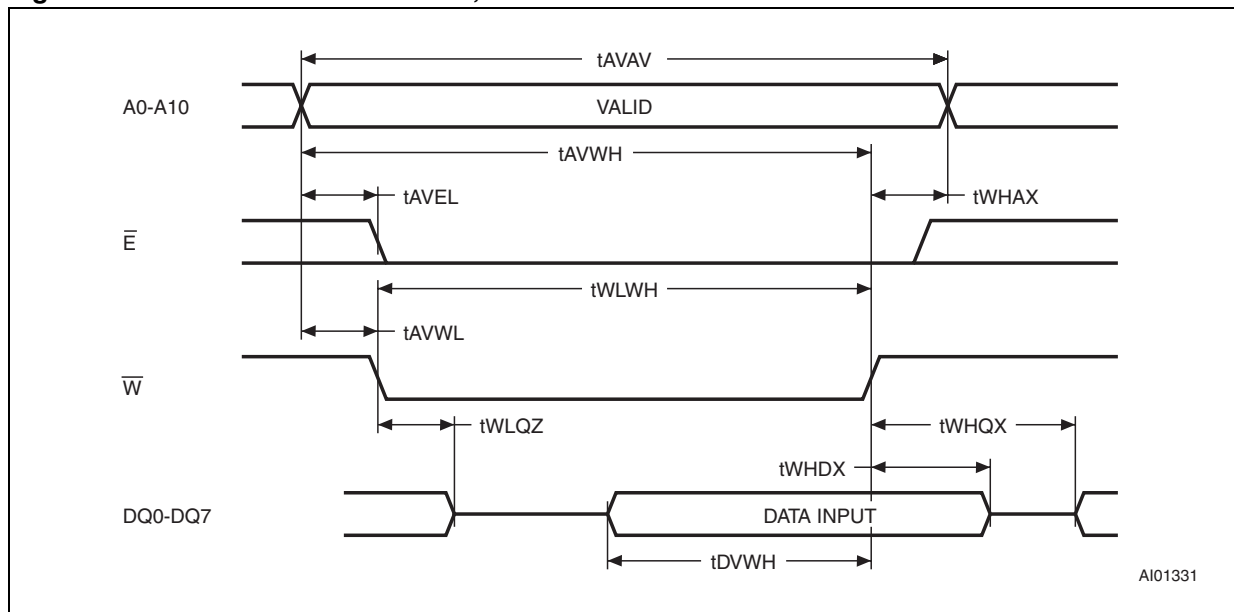 tAVAV
A0-A10
VALID
tAVWH
tAVEL
tWHAX
E̅
tWLWH
tAVWL
W̅
tWLQZ
tWHQX
tWHDX
DQ0-DQ7
DATA INPUT
tDVWH
AI01331